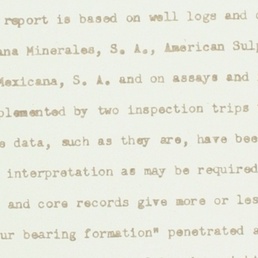 report is based on well logs and
ana Minerales, S. A., American Sulp
Mexicana, S. A. and on assays and
plemented by two inspection trips
e data, such as they are, have been
interpretation as may be required
and core records give more or les
ur bearing formation" penetrated a